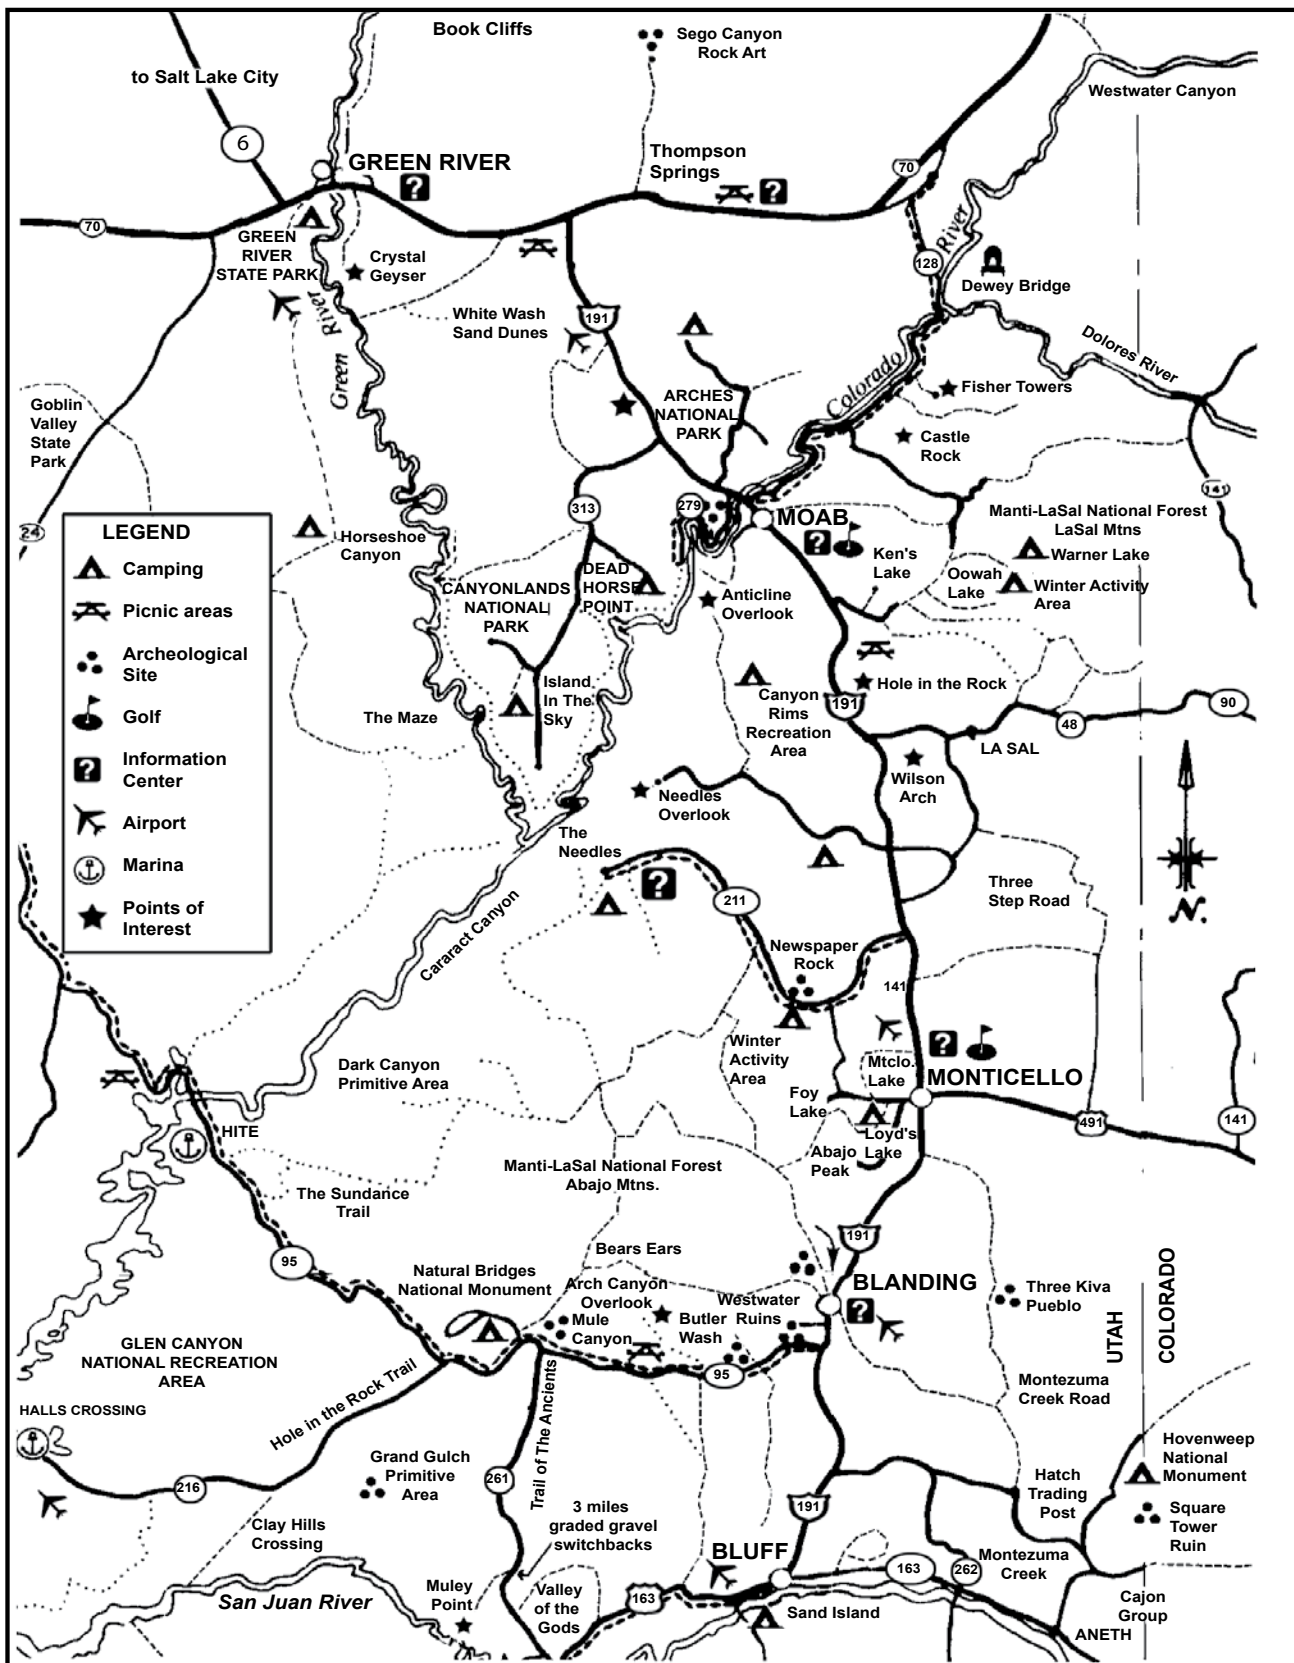 Book Cliffs
Sego Canyon
Rock Art
to Salt Lake City
Westwater Canyon
6
GREEN RIVER
Thompson
Springs
70
70
GREEN
RIVER
STATE PARK
Crystal
Geyser
River
128
Dewey Bridge
White Wash
Sand Dunes
191
Green River
Colorado
Dolores River
Goblin
Valley
State
Park
ARCHES
NATIONAL
PARK
Fisher Towers
Castle
Rock
141
24
LEGEND
Camping
Picnic areas
Archeological
Site
Golf
Information
Center
Airport
Marina
Points of
Interest
Horseshoe
Canyon
313
279
MOAB
Ken's
Lake
Manti-LaSal National Forest
LaSal Mtns
Warner Lake
Oowah
Lake
Winter Activity
Area
CANYONLANDS
NATIONAL
PARK
DEAD
HORSE
POINT
Anticline
Overlook
Island
In The
Sky
The Maze
Canyon
Rims
Recreation
Area
Hole in the Rock
191
48
90
LA SAL
Wilson
Arch
Needles
Overlook
The
Needles
Three
Step Road
211
Cararact Canyon
Newspaper
Rock
141
N.
Winter
Activity
Area
Dark Canyon
Primitive Area
Mtclo.
Lake
MONTICELLO
Foy
Lake
491
141
HITE
Loyd's
Lake
Abajo
Peak
Manti-LaSal National Forest
Abajo Mtns.
The Sundance
Trail
95
191
Bears Ears
Natural Bridges
National Monument
Arch Canyon
Overlook
BLANDING
Mule
Canyon
Westwater
Ruins
Butler
Wash
Three Kiva
Pueblo
UTAH
COLORADO
GLEN CANYON
NATIONAL RECREATION
AREA
95
Montezuma
Creek Road
Hole in the Rock Trail
Trail of The Ancients
HALLS CROSSING
216
Grand Gulch
Primitive
Area
261
Hovenweep
National
Monument
Hatch
Trading
Post
Square
Tower
Ruin
191
Clay Hills
Crossing
3 miles
graded gravel
switchbacks
BLUFF
163
262
Montezuma
Creek
San Juan River
Muley
Point
Valley
of the
Gods
163
Sand Island
Cajon
Group
ANETH